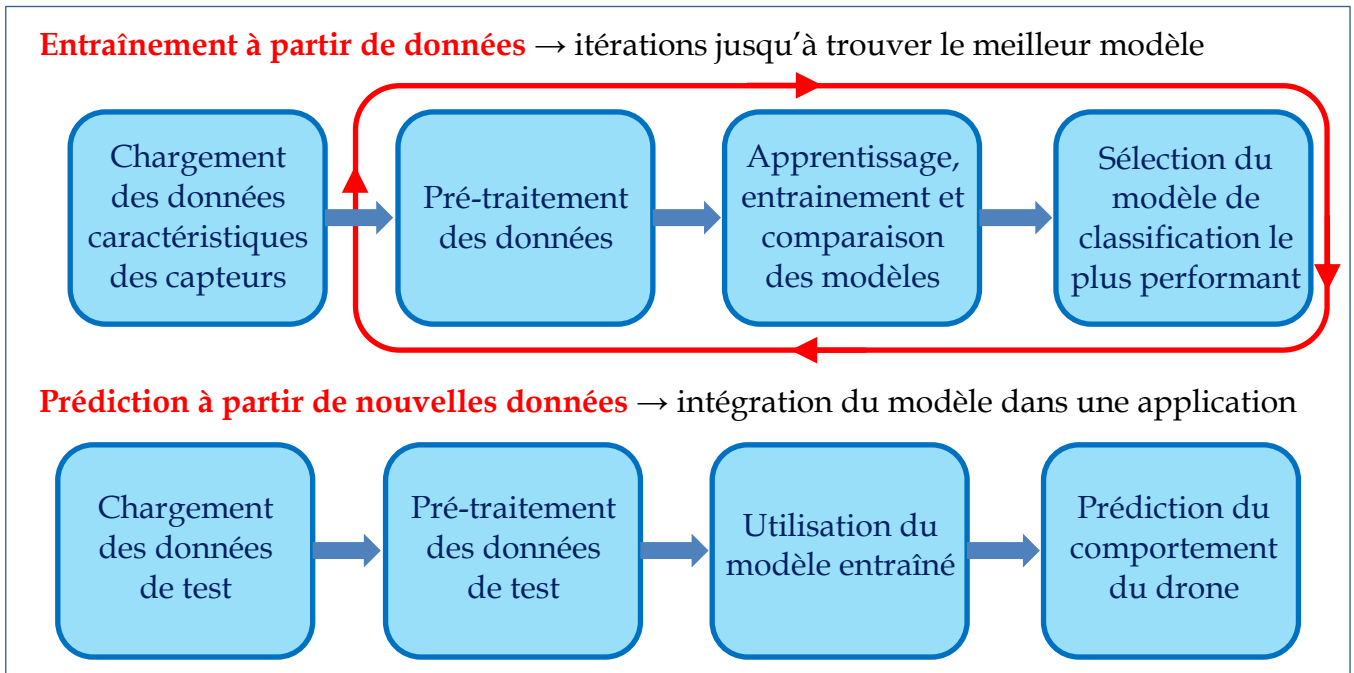 Entraînement à partir de données → itérations jusqu’à trouver le meilleur modèle
Chargement
des données
caractéristiques
des capteurs
Pré-traitement
des données
Apprentissage,
entrainement et
comparaison
des modèles
Sélection du
modèle de
classification le
plus performant
Prédiction à partir de nouvelles données → intégration du modèle dans une application
Chargement
des données
de test
Pré-traitement
des données
de test
Utilisation du
modèle entraîné
Prédiction du
comportement
du drone